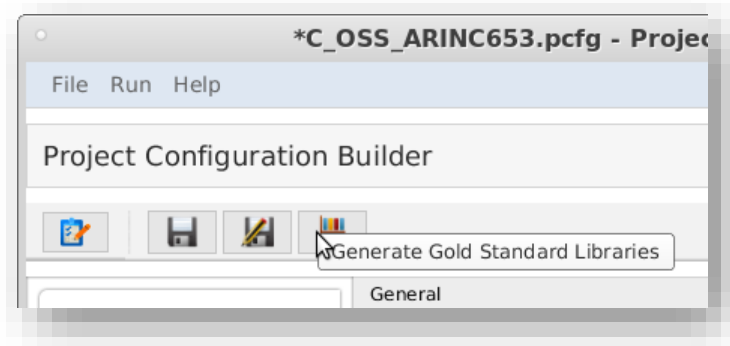 *C_OSS_ARINC653.pcfg - Projec
File Run Help
Project Configuration Builder
Generate Gold Standard Libraries
General